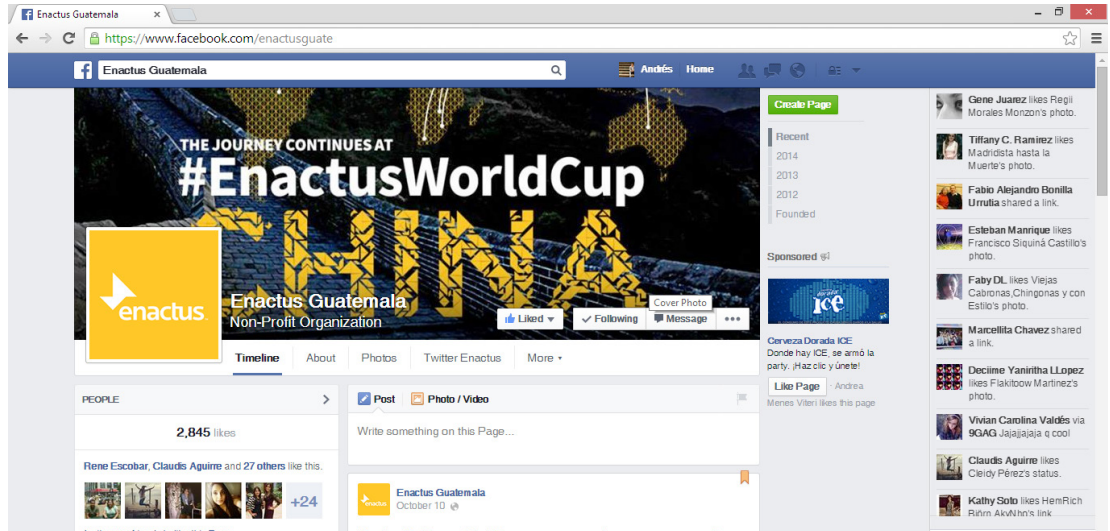 Enactus Guatemala
https://www.facebook.com/enactusguate
Enactus Guatemala
Andrés Home
THE JOURNEY CONTINUES AT
#EnactusWorldCup
CHINA
enactus
Enactus Guatemala
Non-Profit Organization
Cover Photo
Liked
Following
Message
Timeline About Photos Twitter Enactus More
PEOPLE
2,845 likes
Rene Escobar, Claudis Aguirre and 27 others like this.
+24
Post Photo / Video
Write something on this Page...
enactus
Enactus Guatemala
October 10
Create Page
Recent
2014
2013
2012
Founded
Sponsored
ice
Cerveza Dorada ICE
Donde hay ICE, se armó la
party. ¡Haz clic y únete!
Like Page · Andrea
Menes Viteri likes this page
Gene Juarez likes Regii
Morales Monzon's photo.
Tiffany C. Ramirez likes
Madridista hasta la
Muerte's photo.
Fabio Alejandro Bonilla
Urrutia shared a link.
Esteban Manrique likes
Francisco Siquiná Castillo's
photo.
Faby DL likes Viejas
Cabronas,Chingonas y con
Estilo's photo.
Marcellita Chavez shared
a link.
Deciime Yaniritha LLopez
likes Flakitoow Martinez's
photo.
Vivian Carolina Valdés via
9GAG Jajajjajaja q cool
Claudis Aguirre likes
Cleidy Pérez's status.
Kathy Soto likes HemRich
Björn AkyNho's link